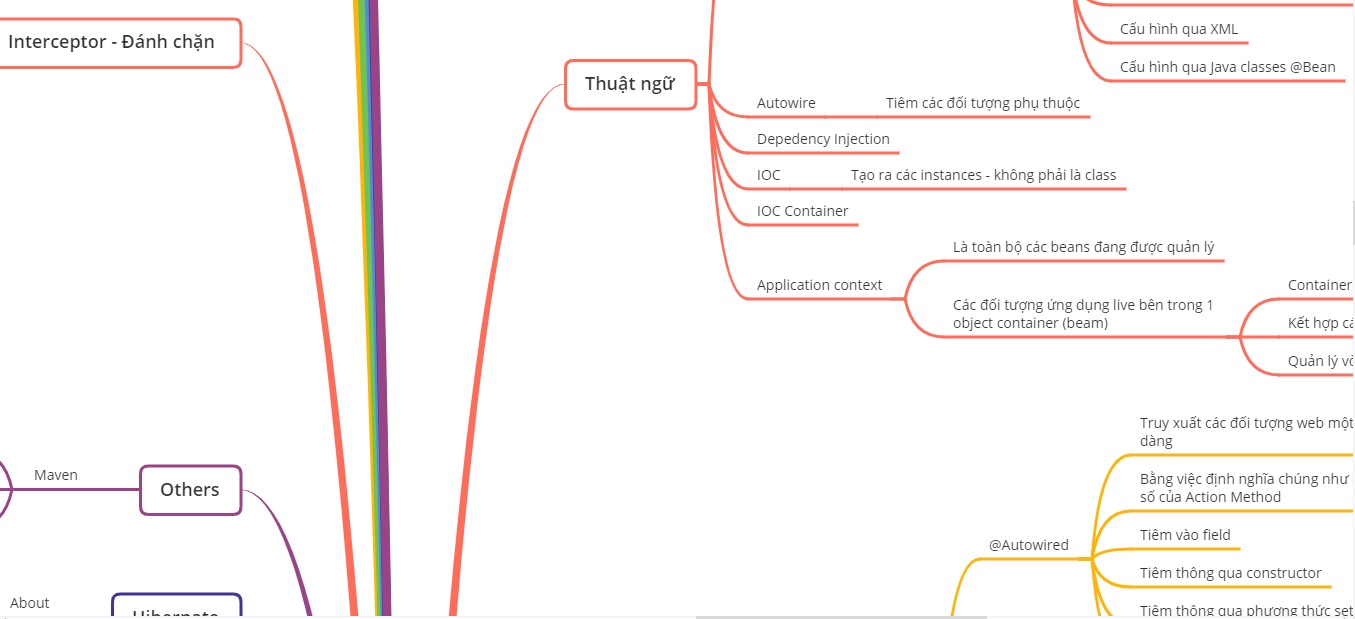 Interceptor - Đánh chặn
Thuật ngữ
Cấu hình qua XML
Cấu hình qua Java classes @Bean
Autowire
Tiêm các đối tượng phụ thuộc
Depedency Injection
IOC
Tạo ra các instances - không phải là class
IOC Container
Application context
Là toàn bộ các beans đang được quản lý
Các đối tượng ứng dụng live bên trong 1
object container (beam)
Container
Kết hợp
Quản lý
Maven
Others
About
Hibernate
@Autowired
Truy xuất các đối tượng web một
dàng
Bằng việc định nghĩa chúng như
số của Action Method
Tiêm vào field
Tiêm thông qua constructor
Tiêm thông qua phương thức set